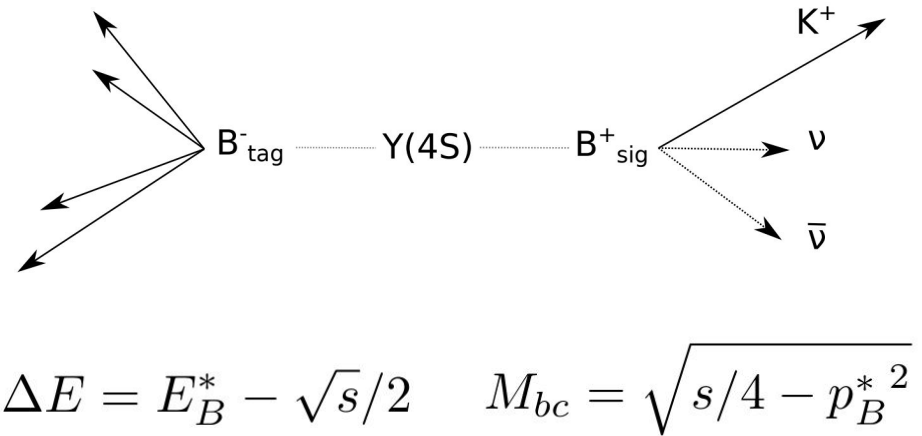 K⁺
B⁻tag Y(4S) B⁺sig ν
ν̄
ΔE = E*_B − √s/2 M_bc = √(s/4 − p*_B²)